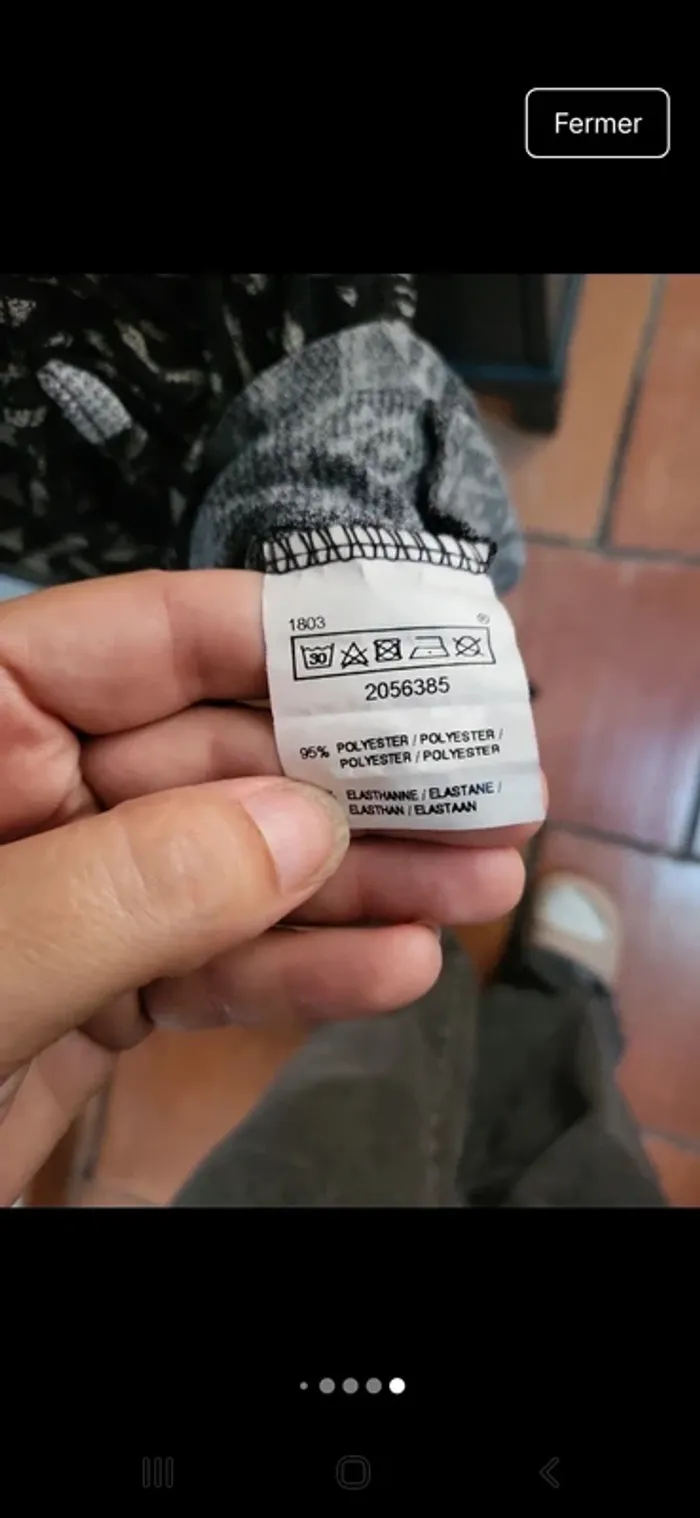 Fermer
1803
®
30
2056385
95% POLYESTER / POLYESTER /
POLYESTER / POLYESTER
ELASTHANNE / ELASTANE /
ELASTHAN / ELASTAAN